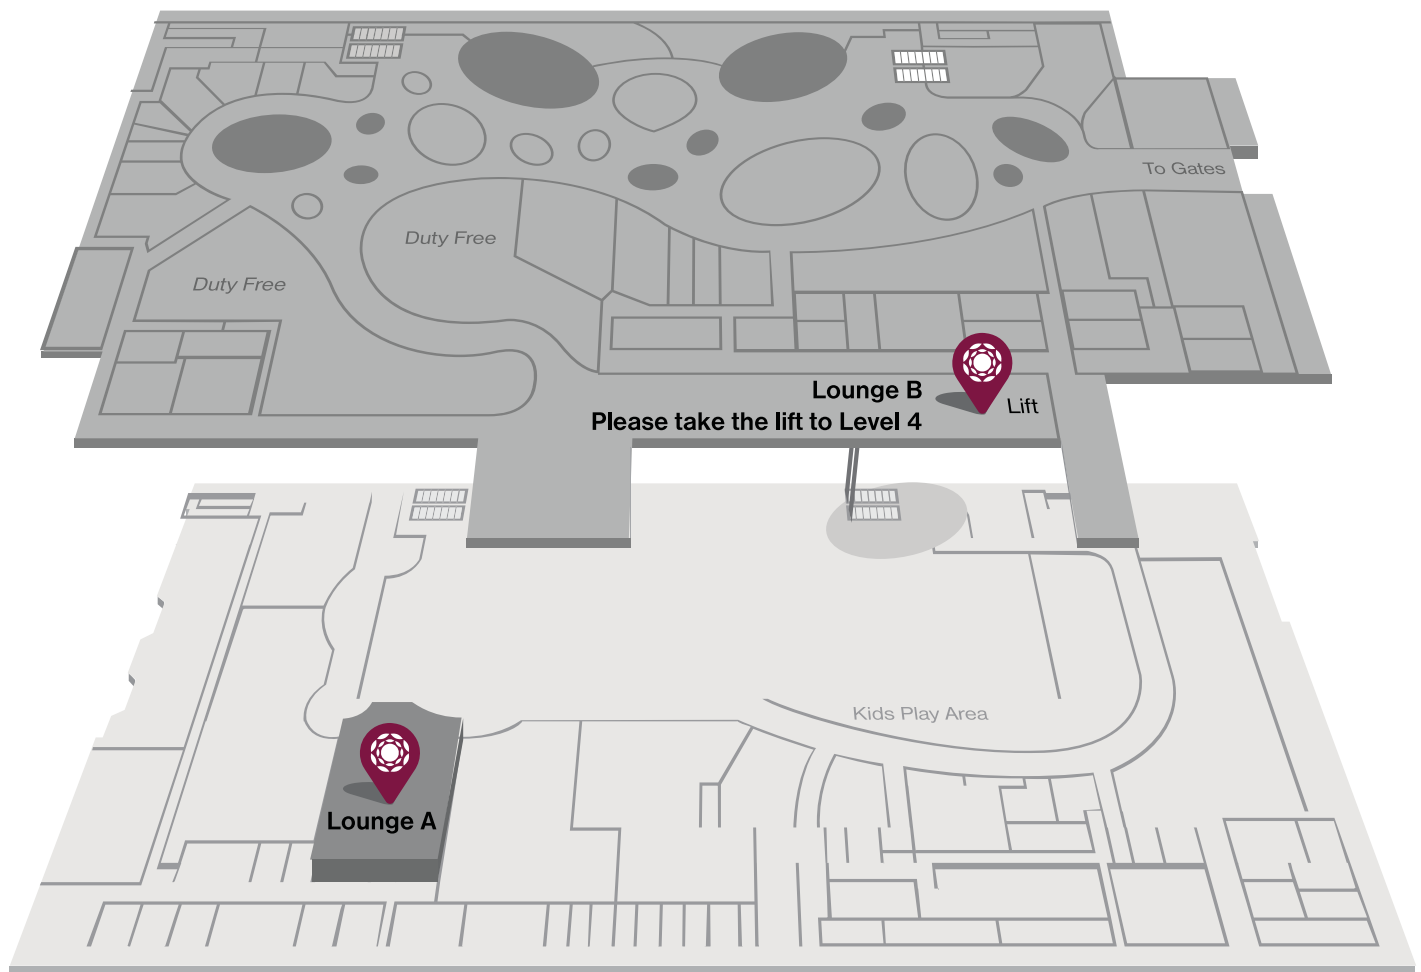 To Gates
Duty Free
Duty Free
Lounge B
Please take the lift to Level 4
Lift
Kids Play Area
Lounge A